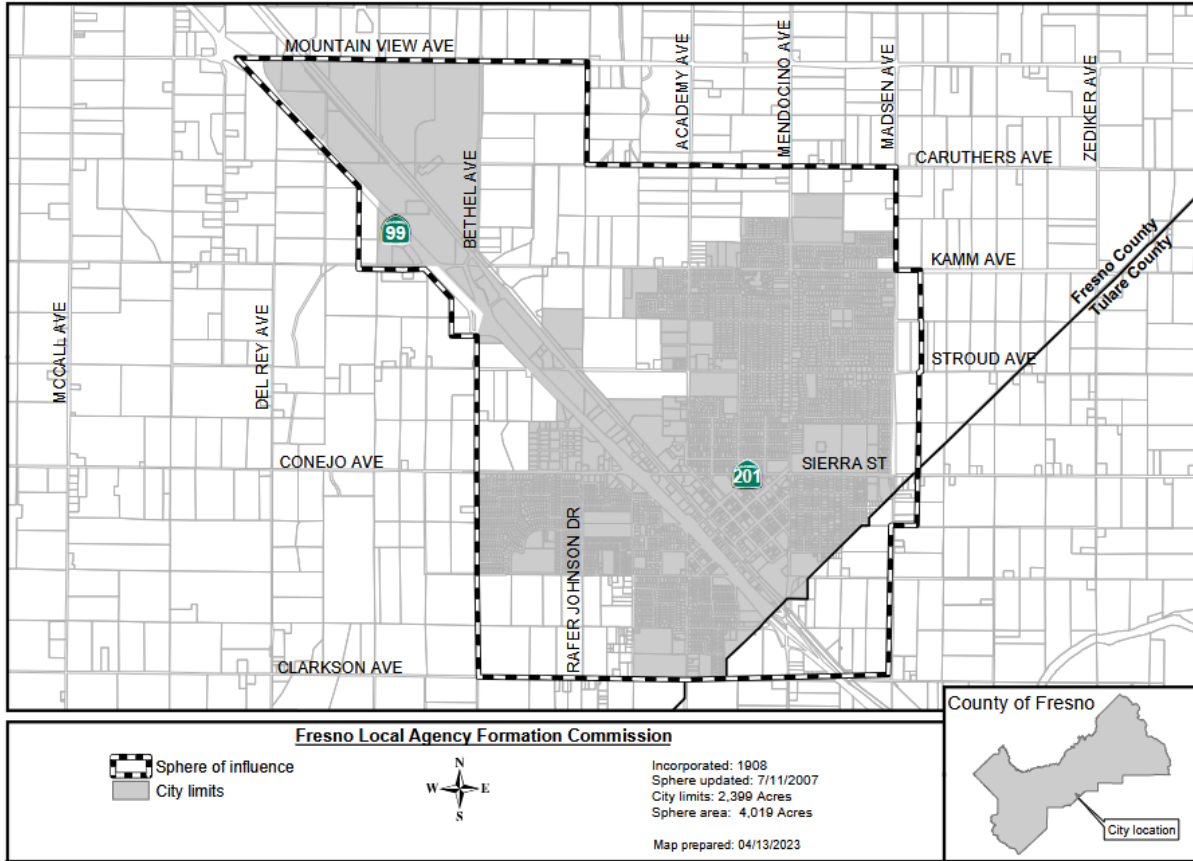 MOUNTAIN VIEW AVE
ACADEMY AVE
MENDOCINO AVE
MADSEN AVE
ZEDIKER AVE
CARUTHERS AVE
BETHEL AVE
99
KAMM AVE
Fresno County
Tulare County
MCCALL AVE
DEL REY AVE
STROUD AVE
CONEJO AVE
SIERRA ST
201
RAFER JOHNSON DR
CLARKSON AVE
County of Fresno
City location
Fresno Local Agency Formation Commission
Sphere of influence
City limits
N
W E
S
Incorporated: 1908
Sphere updated: 7/11/2007
City limits: 2,399 Acres
Sphere area: 4,019 Acres
Map prepared: 04/13/2023